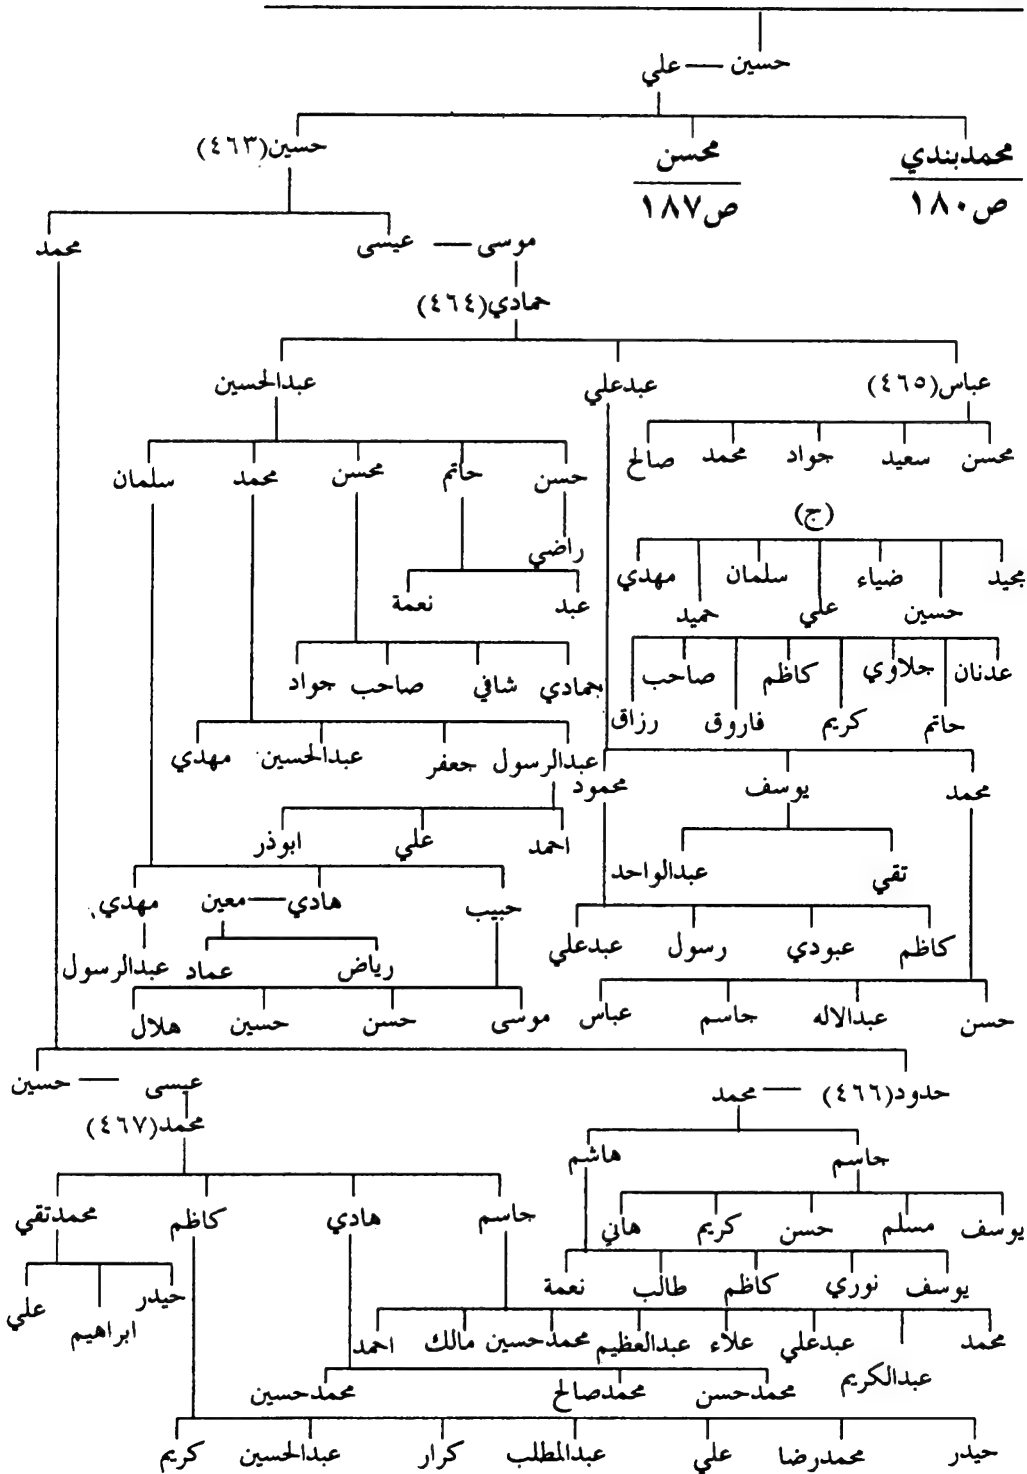 حسين — علي
محمدبندي محسن حسين(٤٦٣)
ص١٨٠ ص١٨٧
موسى — عيسى محمد
حمادي(٤٦٤)
عباس(٤٦٥) عبدعلي عبدالحسين
محسن سعيد جواد محمد صالح
حسن حاتم محسن محمد سلمان
(ج)
راضي
مجيد ضياء سلمان مهدي
حسين علي حميد
عبد نعمة
عدنان جلاوي كاظم صاحب
حمادي شافي صاحب جواد
حاتم كريم فاروق رزاق
عبدالرسول جعفر عبدالحسين مهدي
محمد يوسف محمود
احمد علي ابوذر
تقي عبدالواحد
حبيب هادي — معين مهدي
كاظم عبودي رسول عبدعلي
رياض عماد عبدالرسول
حسن عبدالاله جاسم عباس
موسى حسن حسين هلال
حدود(٤٦٦) — محمد
عيسى — حسين
محمد(٤٦٧)
جاسم هاشم
جاسم هادي كاظم محمدتقي
يوسف مسلم حسن كريم هاني
يوسف نوري كاظم طالب نعمة
حيدر ابراهيم علي
محمد عبدالكريم عبدعلي علاء عبدالعظيم محمدحسين مالك احمد
محمدحسن محمدصالح محمدحسين
حيدر محمدرضا علي عبدالمطلب كرار عبدالحسين كريم